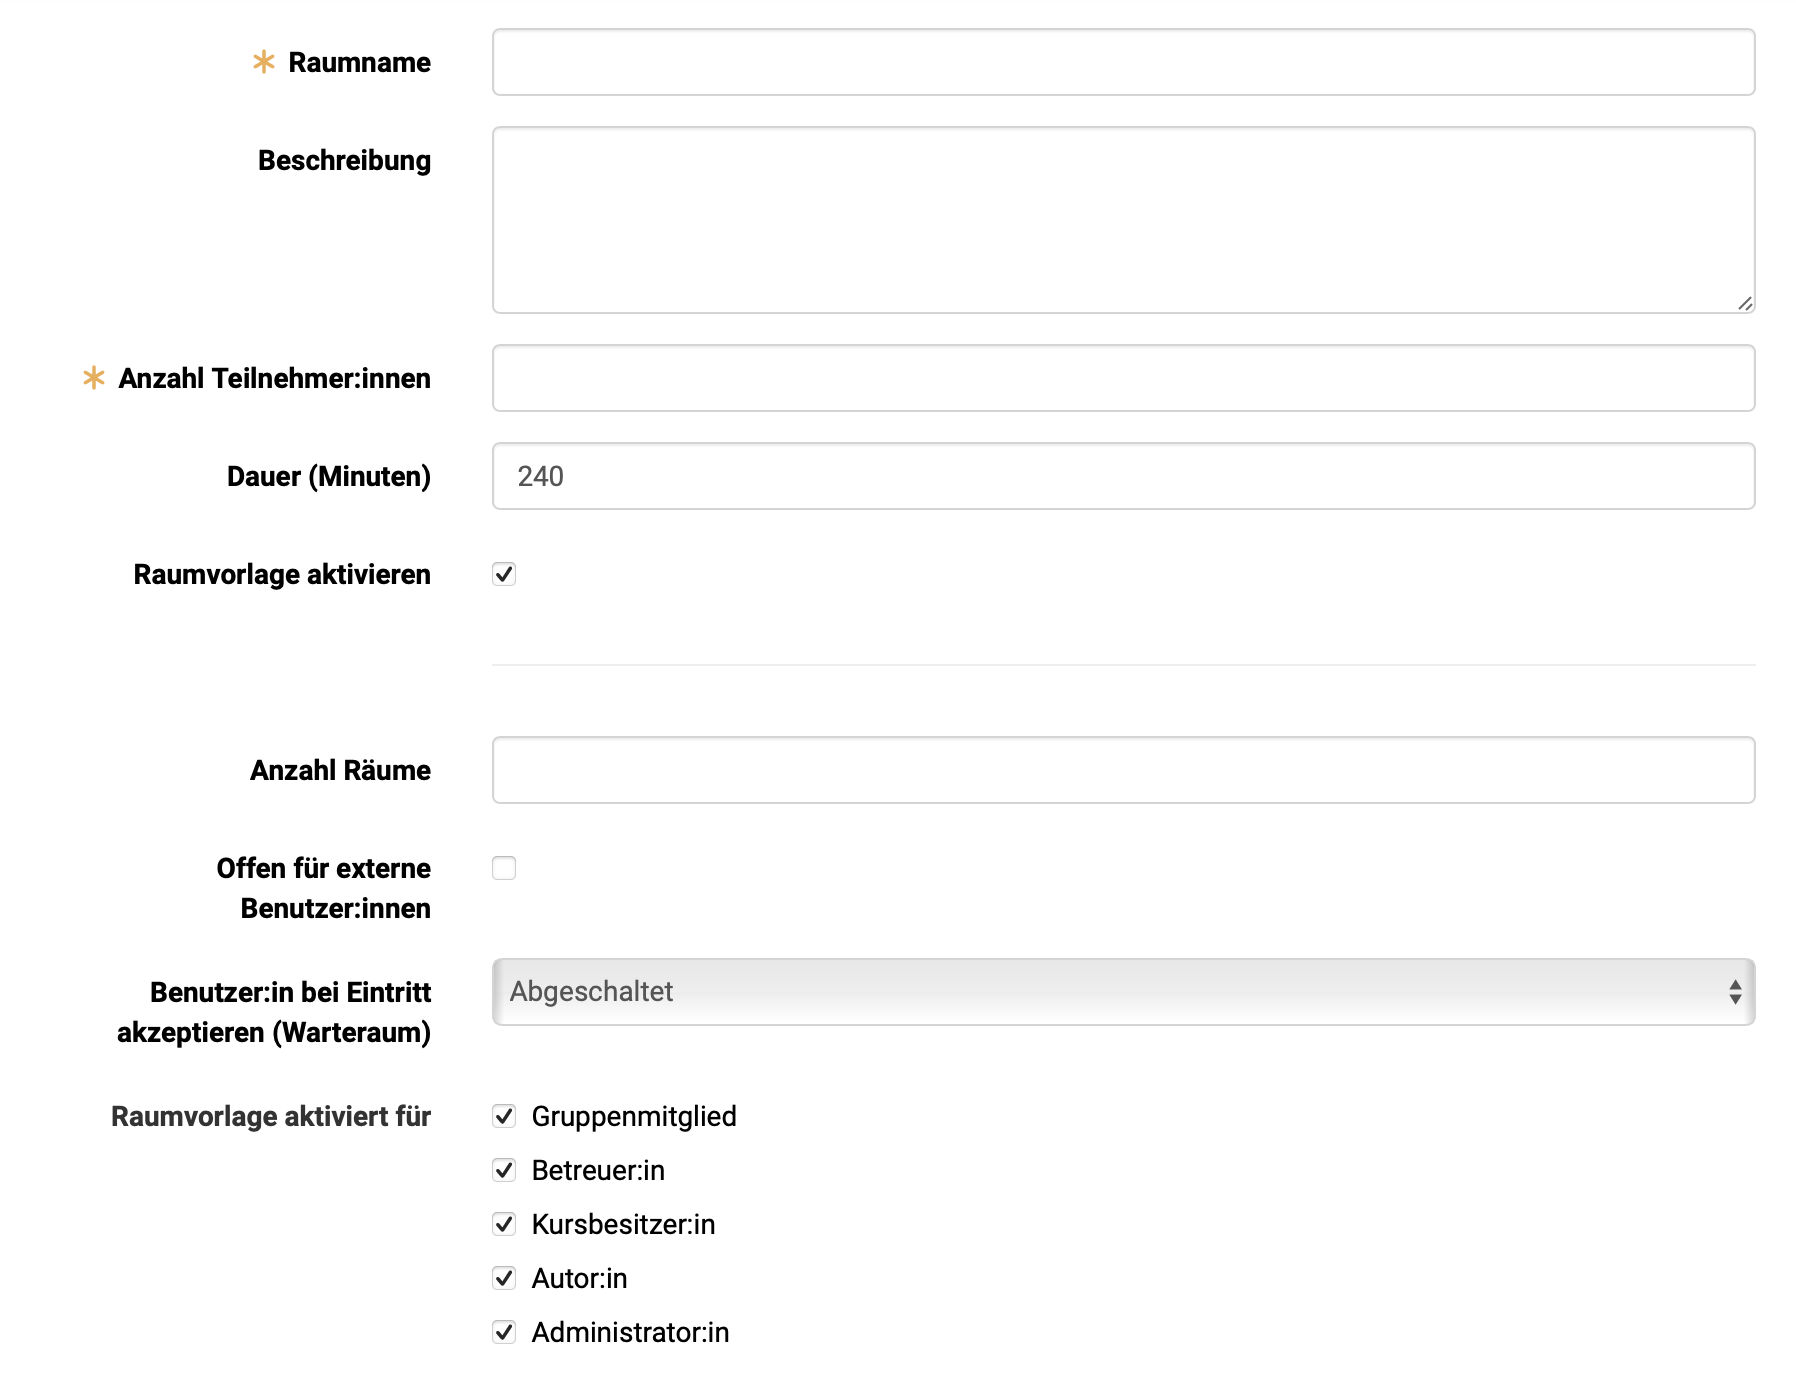 Raumname
Beschreibung
Anzahl Teilnehmer:innen
Dauer (Minuten)
240
Raumvorlage aktivieren
Anzahl Räume
Offen für externe
Benutzer:innen
Benutzer:in bei Eintritt
akzeptieren (Warteraum)
Abgeschaltet
Raumvorlage aktiviert für
Gruppenmitglied
Betreuer:in
Kursbesitzer:in
Autor:in
Administrator:in